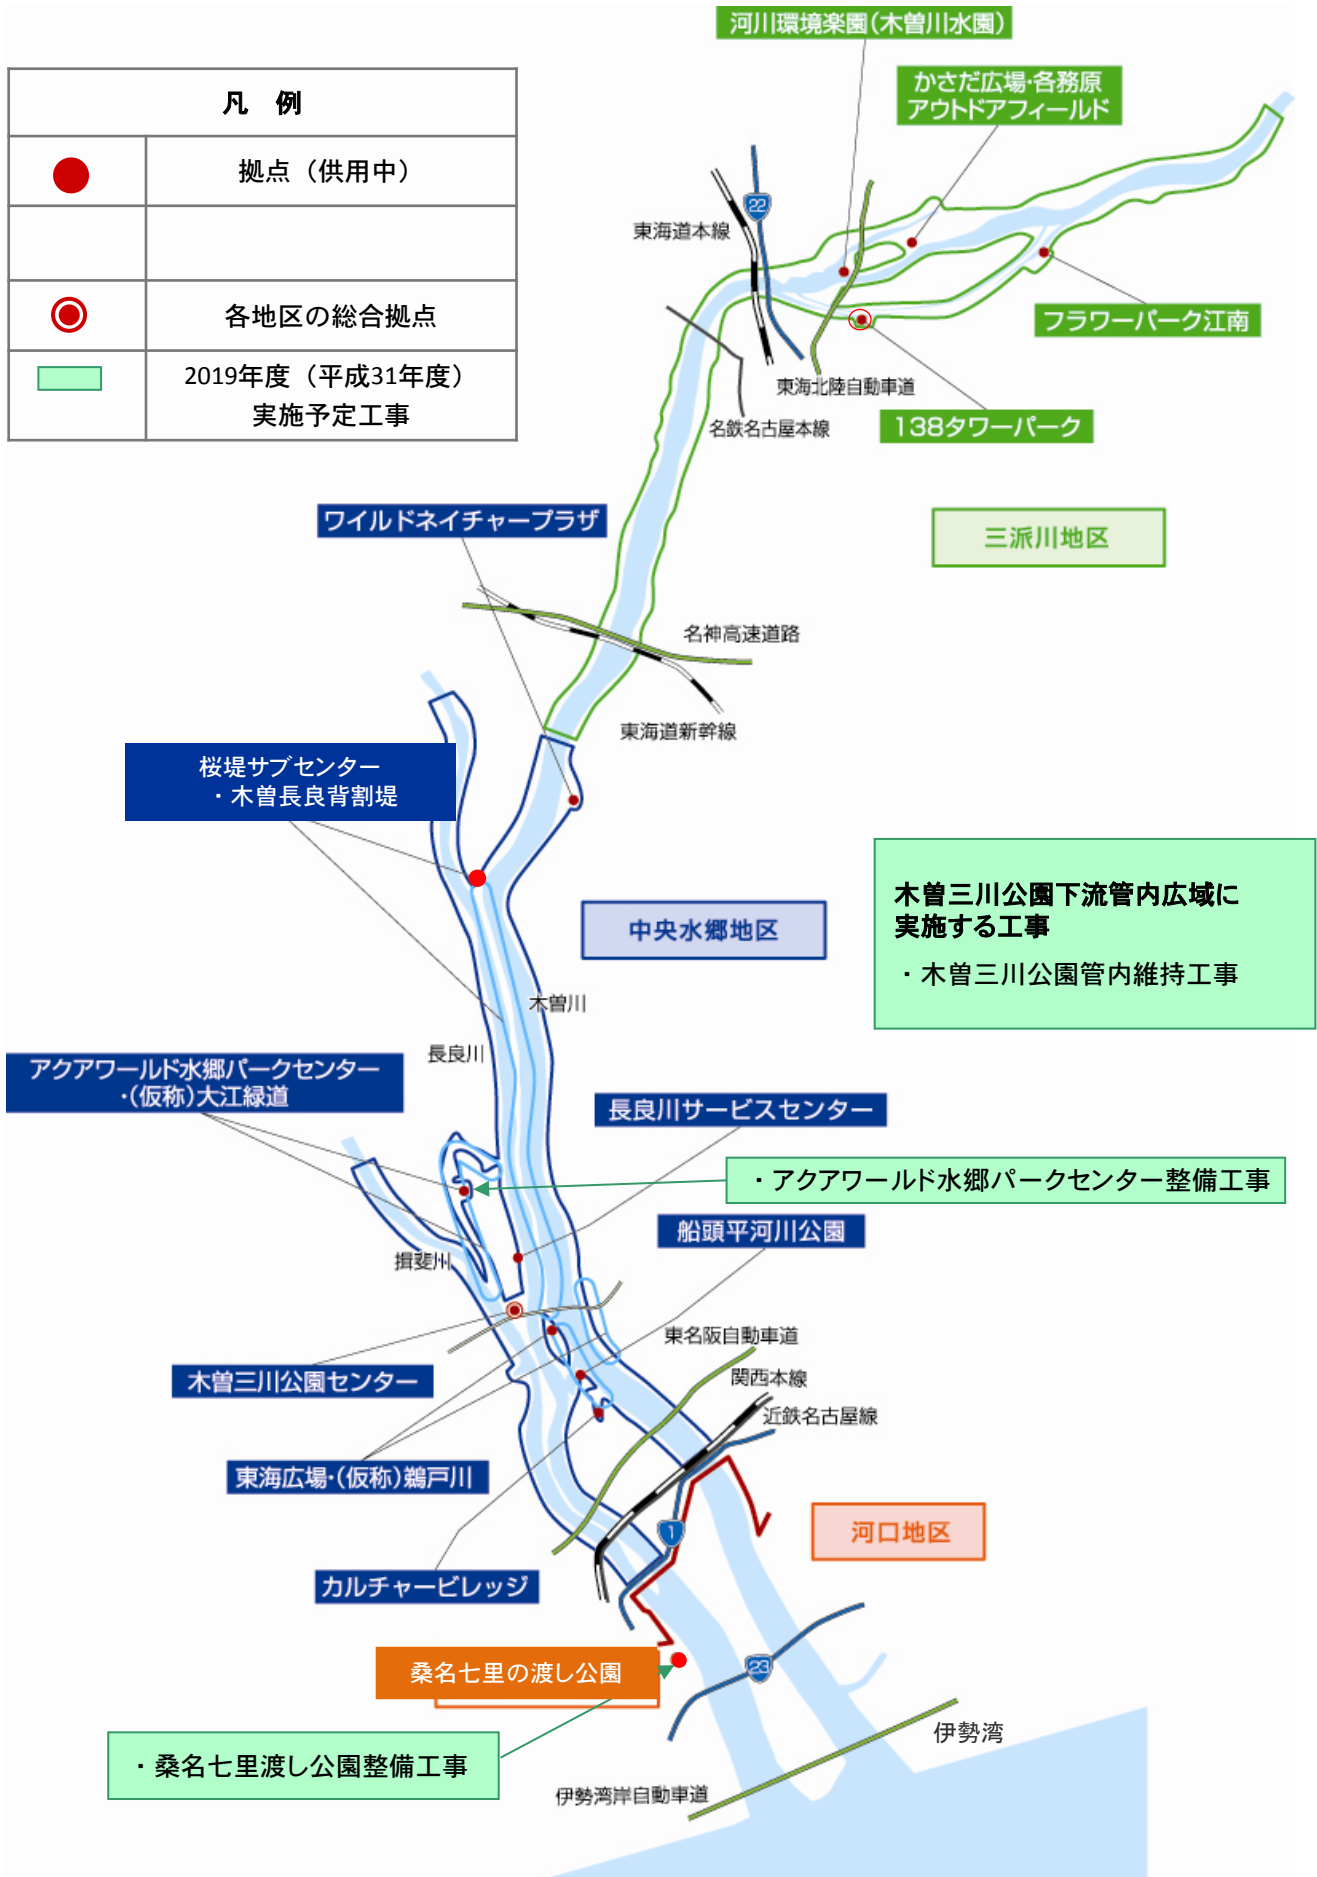 河川環境楽園(木曽川水園)
かさだ広場・各務原
アウトドアフィールド
凡　例
拠点（供用中）
各地区の総合拠点
2019年度（平成31年度）
実施予定工事
22
東海道本線
フラワーパーク江南
東海北陸自動車道
名鉄名古屋本線
138タワーパーク
ワイルドネイチャープラザ
三派川地区
名神高速道路
東海道新幹線
桜堤サブセンター
・木曽長良背割堤
木曽三川公園下流管内広域に
実施する工事
・木曽三川公園管内維持工事
中央水郷地区
木曽川
長良川
アクアワールド水郷パークセンター
・(仮称)大江緑道
長良川サービスセンター
・アクアワールド水郷パークセンター整備工事
船頭平河川公園
揖斐川
東名阪自動車道
木曽三川公園センター
関西本線
近鉄名古屋線
東海広場・(仮称)鵜戸川
1
河口地区
カルチャービレッジ
桑名七里の渡し公園
23
・桑名七里渡し公園整備工事
伊勢湾
伊勢湾岸自動車道